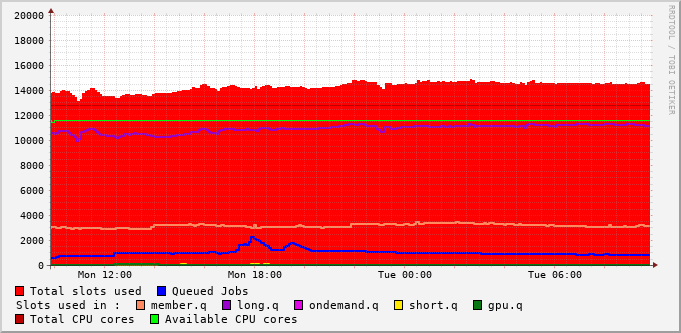 20000
18000
16000
14000
12000
10000
8000
6000
4000
2000
0
Mon 12:00 Mon 18:00 Tue 00:00 Tue 06:00
RRDTOOL / TOBI OETIKER
Total slots used Queued Jobs
Slots used in : member.q long.q ondemand.q short.q gpu.q
Total CPU cores Available CPU cores